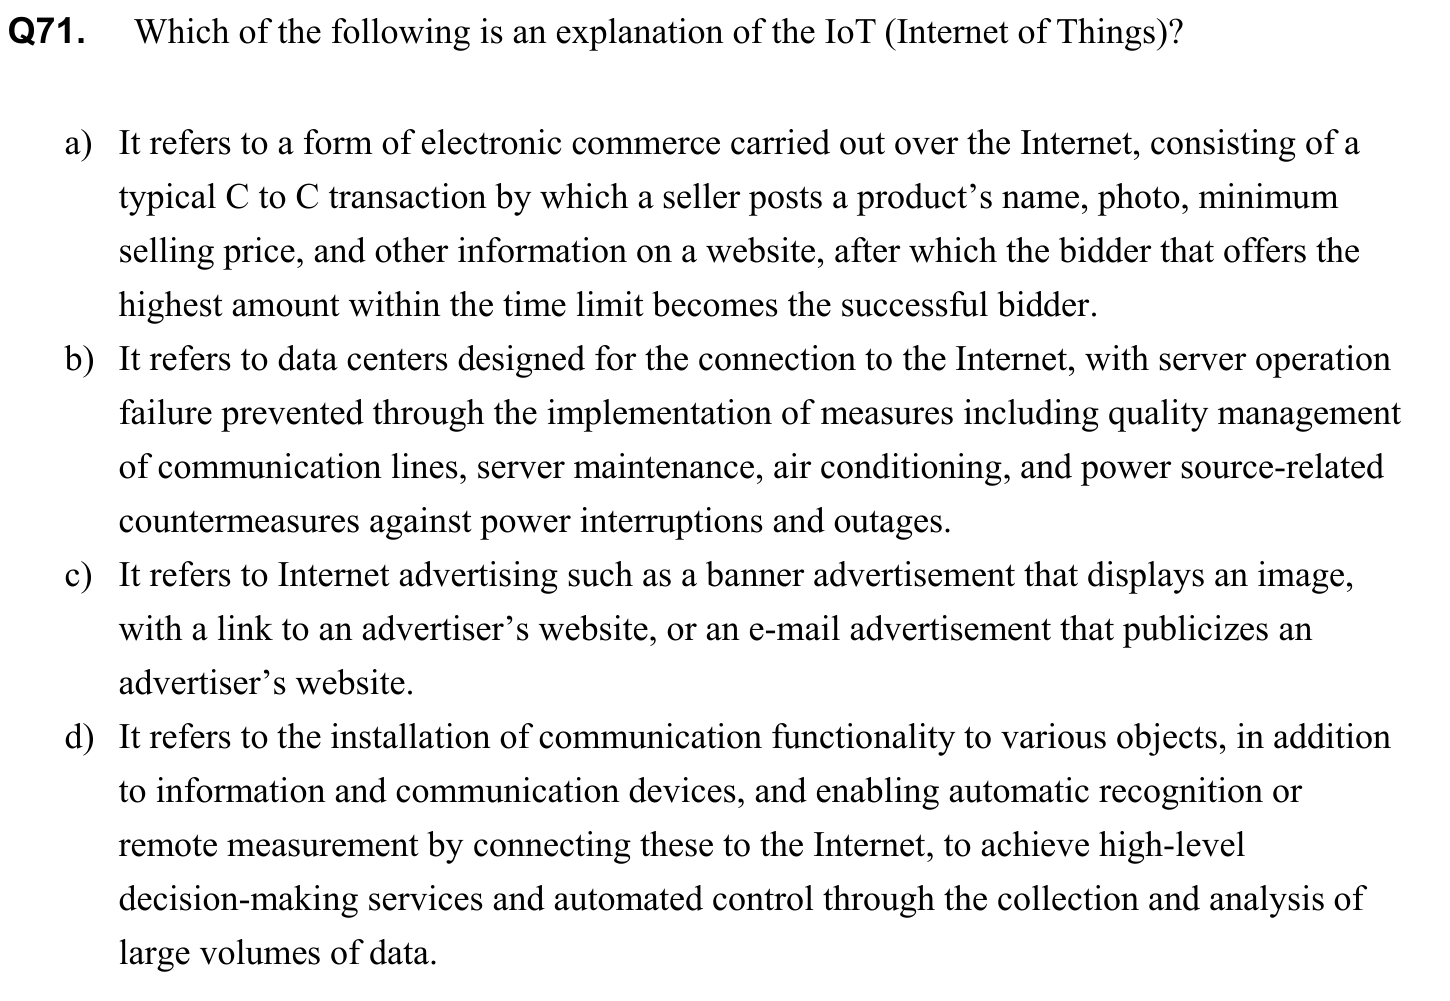 Q71. Which of the following is an explanation of the IoT (Internet of Things)?
a) It refers to a form of electronic commerce carried out over the Internet, consisting of a
typical C to C transaction by which a seller posts a product’s name, photo, minimum
selling price, and other information on a website, after which the bidder that offers the
highest amount within the time limit becomes the successful bidder.
b) It refers to data centers designed for the connection to the Internet, with server operation
failure prevented through the implementation of measures including quality management
of communication lines, server maintenance, air conditioning, and power source-related
countermeasures against power interruptions and outages.
c) It refers to Internet advertising such as a banner advertisement that displays an image,
with a link to an advertiser’s website, or an e-mail advertisement that publicizes an
advertiser’s website.
d) It refers to the installation of communication functionality to various objects, in addition
to information and communication devices, and enabling automatic recognition or
remote measurement by connecting these to the Internet, to achieve high-level
decision-making services and automated control through the collection and analysis of
large volumes of data.